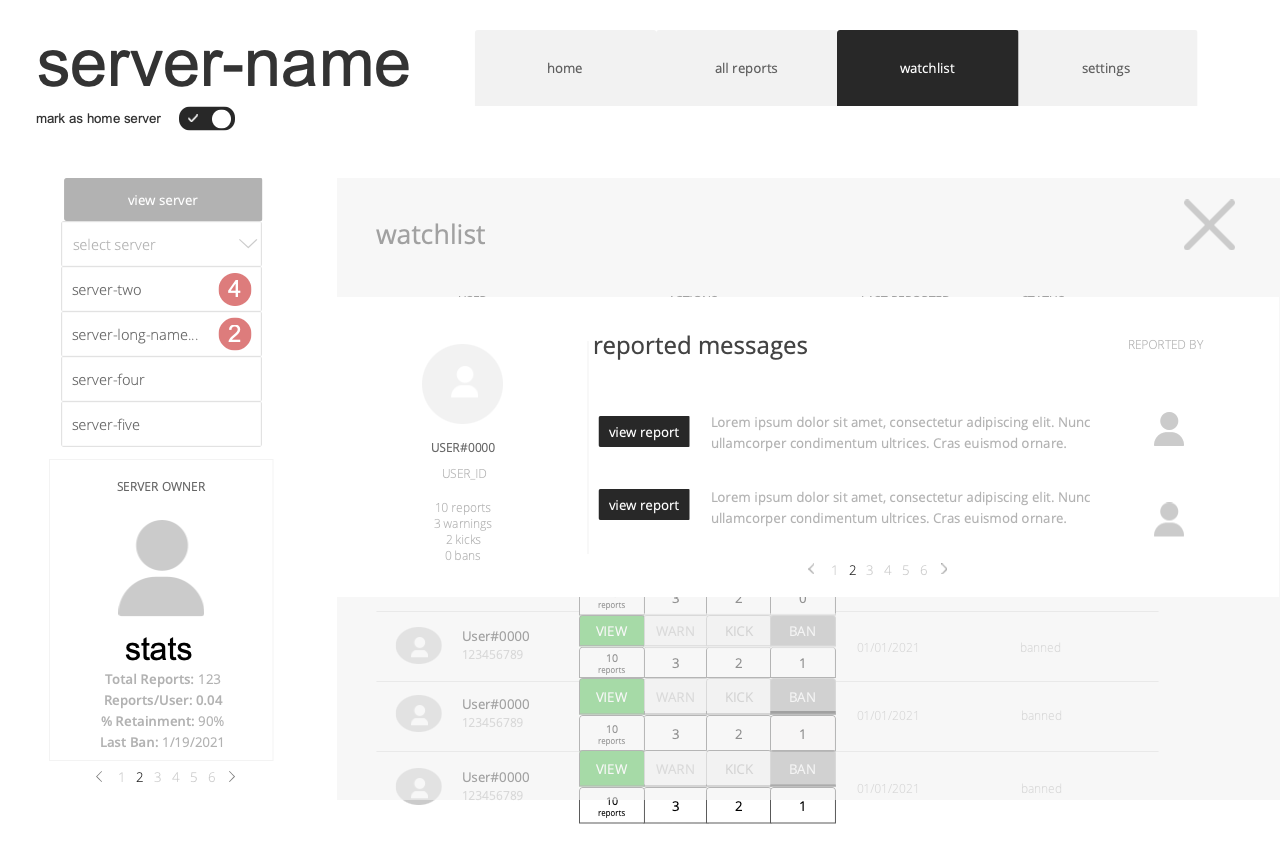 server-name
home
all reports
watchlist
settings
mark as home server
view server
select server
server-two
4
server-long-name...
2
server-four
server-five
SERVER OWNER
stats
Total Reports: 123
Reports/User: 0.04
% Retainment: 90%
Last Ban: 1/19/2021
1 2 3 4 5 6
watchlist
USER#0000
USER_ID
10 reports
3 warnings
2 kicks
0 bans
reported messages
REPORTED BY
view report
Lorem ipsum dolor sit amet, consectetur adipiscing elit. Nunc
ullamcorper condimentum ultrices. Cras euismod ornare.
view report
Lorem ipsum dolor sit amet, consectetur adipiscing elit. Nunc
ullamcorper condimentum ultrices. Cras euismod ornare.
1 2 3 4 5 6
reports
3
2
0
User#0000
123456789
VIEW WARN KICK BAN
10
reports
3
2
1
01/01/2021
banned
User#0000
123456789
VIEW WARN KICK BAN
10
reports
3
2
1
01/01/2021
banned
User#0000
123456789
VIEW WARN KICK BAN
10
reports
3
2
1
01/01/2021
banned